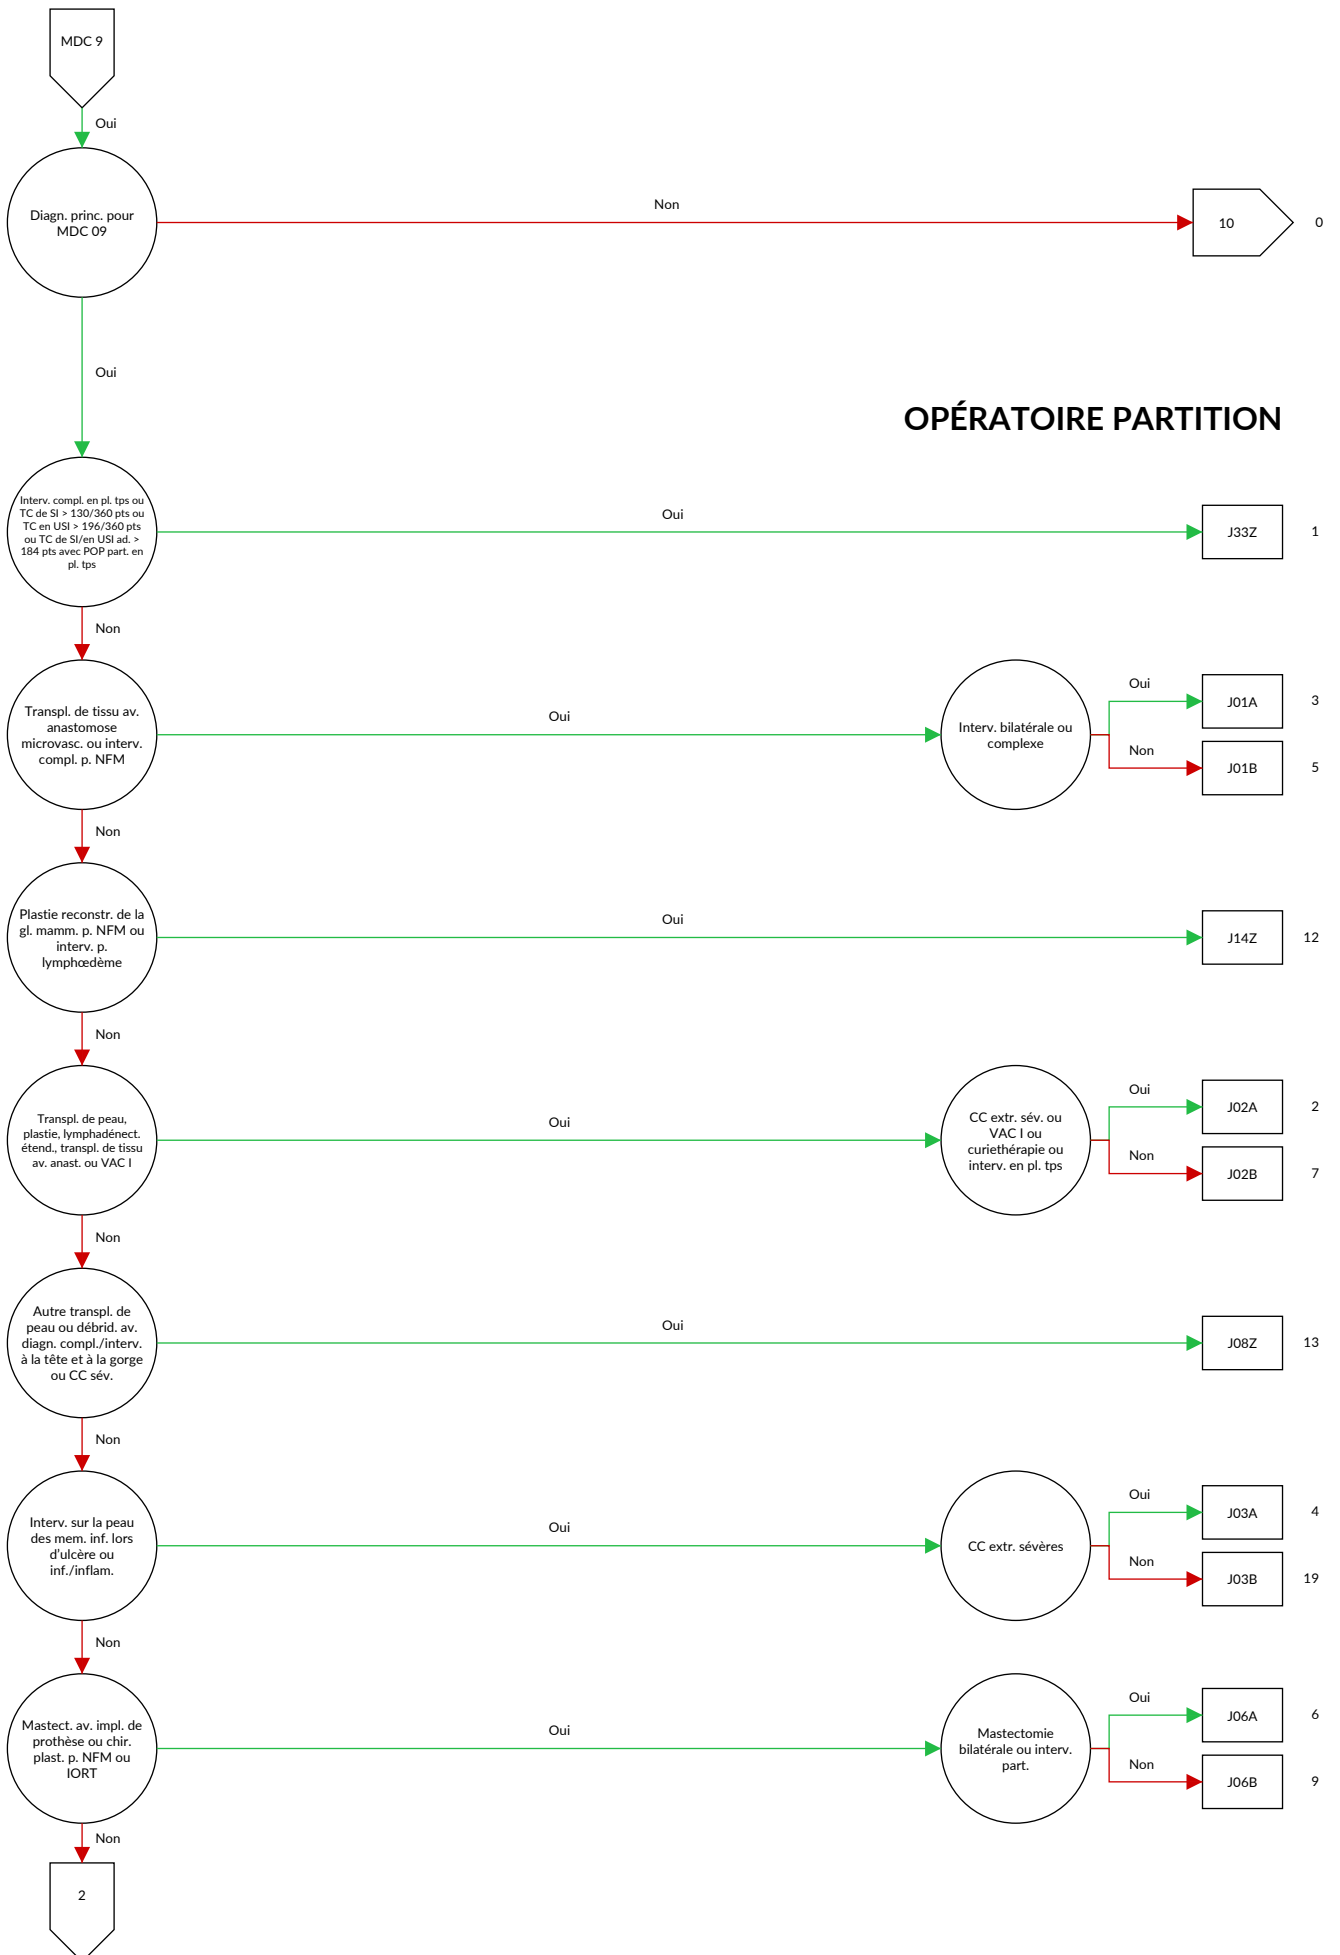 MDC 9
Oui
Diagn. princ. pour
MDC 09
Non
10
0
Oui
OPÉRATOIRE PARTITION
Interv. compl. en pl. tps ou
TC de SI > 130/360 pts ou
TC en USI > 196/360 pts
ou TC de SI/en USI ad. >
184 pts avec POP part. en
pl. tps
Oui
J33Z
1
Non
Transpl. de tissu av.
anastomose
microvasc. ou interv.
compl. p. NFM
Oui
Interv. bilatérale ou
complexe
Oui
J01A
3
Non
J01B
5
Non
Plastie reconstr. de la
gl. mamm. p. NFM ou
interv. p.
lymphœdème
Oui
J14Z
12
Non
Transpl. de peau,
plastie, lymphadénect.
étend., transpl. de tissu
av. anast. ou VAC I
Oui
CC extr. sév. ou
VAC I ou
curiethérapie ou
interv. en pl. tps
Oui
J02A
2
Non
J02B
7
Non
Autre transpl. de
peau ou débrid. av.
diagn. compl./interv.
à la tête et à la gorge
ou CC sév.
Oui
J08Z
13
Non
Interv. sur la peau
des mem. inf. lors
d'ulcère ou
inf./inflam.
Oui
CC extr. sévères
Oui
J03A
4
Non
J03B
19
Non
Mastect. av. impl. de
prothèse ou chir.
plast. p. NFM ou
IORT
Oui
Mastectomie
bilatérale ou interv.
part.
Oui
J06A
6
Non
J06B
9
Non
2